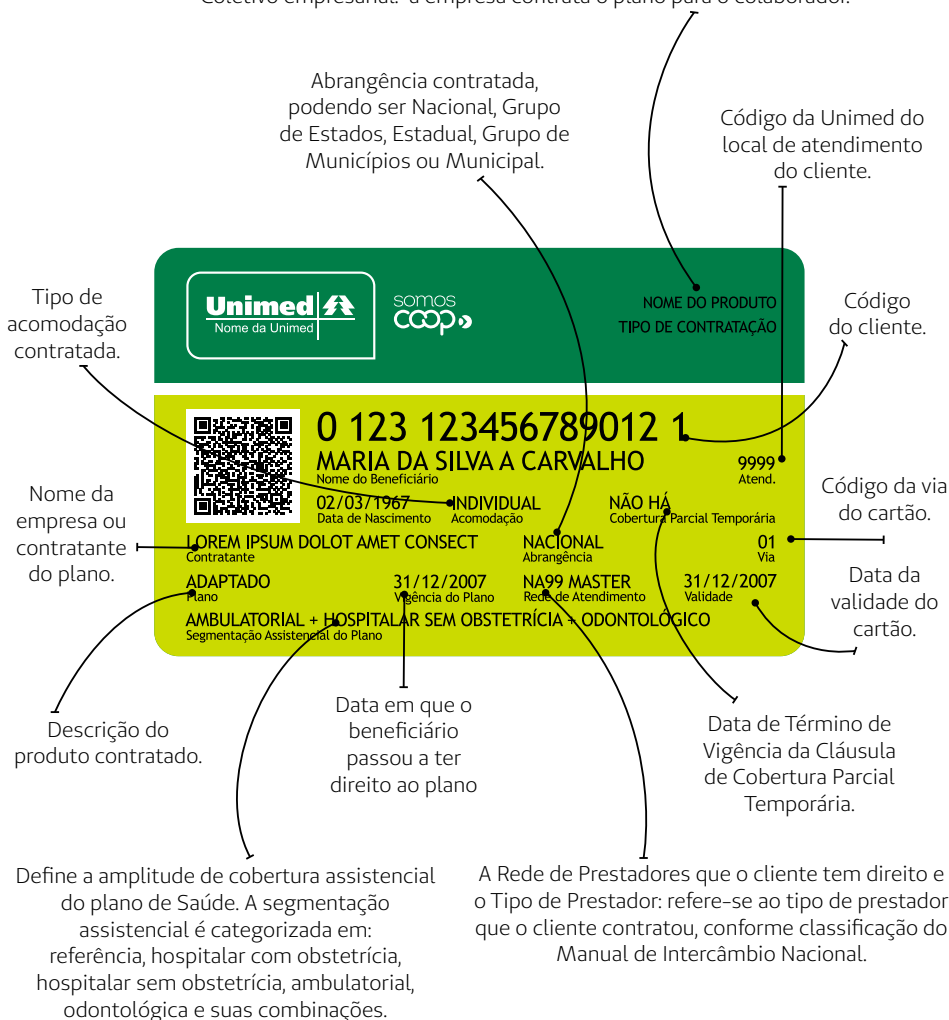 Coletivo empresarial: a empresa contrata o plano para o colaborador.
Abrangência contratada,
podendo ser Nacional, Grupo
de Estados, Estadual, Grupo de
Municípios ou Municipal.
Código da Unimed do
local de atendimento
do cliente.
Tipo de
acomodação
contratada.
Unimed
Nome da Unimed
somos
coop
NOME DO PRODUTO
TIPO DE CONTRATAÇÃO
Código
do cliente.
0 123 123456789012 1
MARIA DA SILVA A CARVALHO
Nome do Beneficiário
9999
Atend.
02/03/1967
Data de Nascimento
INDIVIDUAL
Acomodação
NÃO HÁ
Cobertura Parcial Temporária
Nome da
empresa ou
contratante
do plano.
Código da via
do cartão.
LOREM IPSUM DOLOT AMET CONSECT
Contratante
NACIONAL
Abrangência
01
Via
ADAPTADO
Plano
31/12/2007
Vigência do Plano
NA99 MASTER
Rede de Atendimento
31/12/2007
Validade
Data da
validade do
cartão.
AMBULATORIAL + HOSPITALAR SEM OBSTETRÍCIA + ODONTOLÓGICO
Segmentação Assistencial do Plano
Descrição do
produto contratado.
Data em que o
beneficiário
passou a ter
direito ao plano
Data de Término de
Vigência da Cláusula
de Cobertura Parcial
Temporária.
Define a amplitude de cobertura assistencial
do plano de Saúde. A segmentação
assistencial é categorizada em:
referência, hospitalar com obstetrícia,
hospitalar sem obstetrícia, ambulatorial,
odontológica e suas combinações.
A Rede de Prestadores que o cliente tem direito e
o Tipo de Prestador: refere-se ao tipo de prestador
que o cliente contratou, conforme classificação do
Manual de Intercâmbio Nacional.